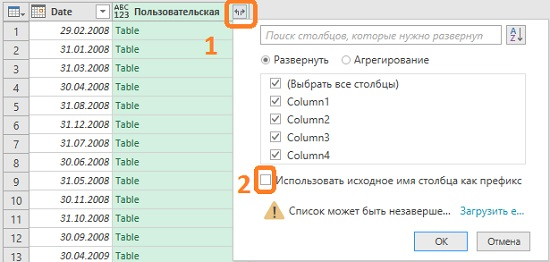 Date
ABC 123 Пользовательская
1
1 29.02.2008 Table
2 31.01.2008 Table
3 31.03.2008 Table
4 30.04.2008 Table
5 31.08.2008 Table
6 31.12.2008 Table
7 31.07.2008 Table
8 30.06.2008 Table
9 31.05.2008 Table
10 30.11.2008 Table
11 31.10.2008 Table
12 30.09.2008 Table
13 30.04.2009 Table
Поиск столбцов, которые нужно развернут
A Z
Развернуть Агрегирование
(Выбрать все столбцы)
Column1
Column2
Column3
Column4
2
Использовать исходное имя столбца как префикс
Список может быть незаверше... Загрузить е...
ОК Отмена